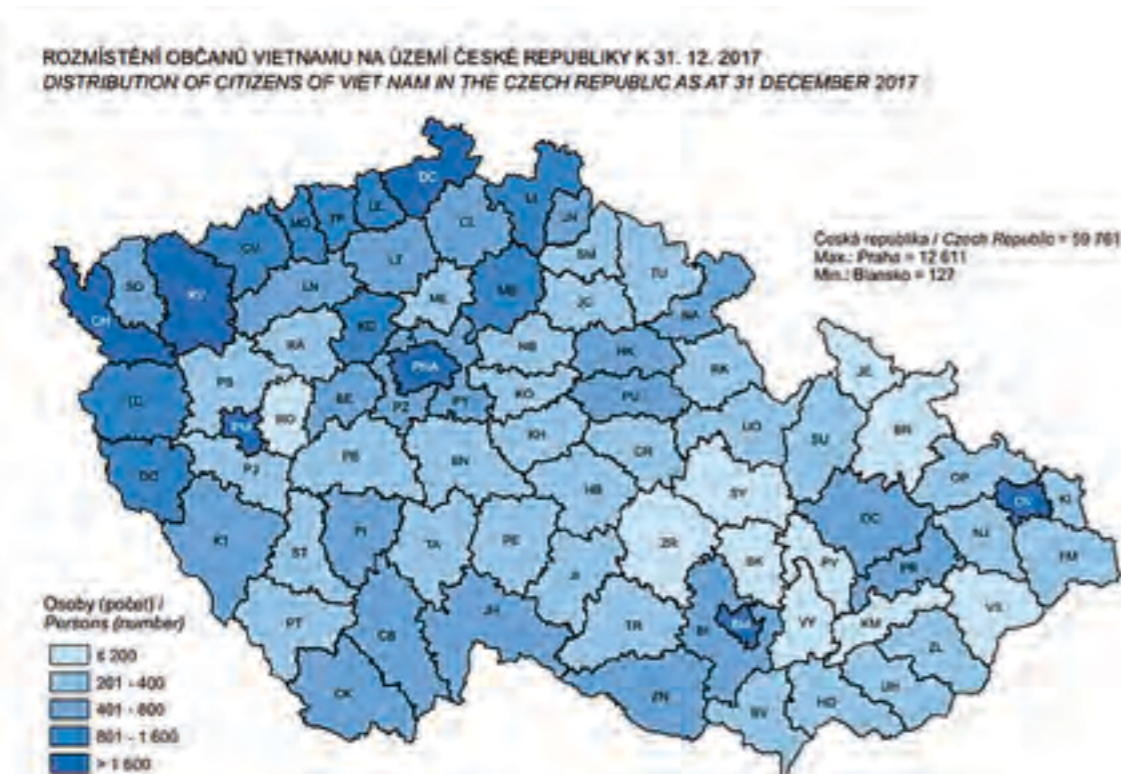 ROZMÍSTĚNÍ OBČANŮ VIETNAMU NA ÚZEMÍ ČESKÉ REPUBLIKY K 31. 12. 2017
DISTRIBUTION OF CITIZENS OF VIET NAM IN THE CZECH REPUBLIC AS AT 31 DECEMBER 2017
Česká republika / Czech Republic = 59 761
Max.: Praha = 12 611
Min.: Blansko = 127
DC
LI
UL
JN
TP
MO
CL
CV
SM
LT
TU
SO
KV
LN
ME
MB
JC
CH
NA
KD
RA
NB
HK
PHA
RK
JE
PS
TC
BE
KO
PU
RO
PZ
PY
BR
PM
UO
SU
KH
CR
PB
BN
DO
PJ
OP
SY
HB
OS
KI
OC
KT
PI
NJ
ST
TA
PE
ZR
FM
BK
PV
JI
PR
VS
PT
CB
JH
TR
BI
BM
VY
KM
ZL
CK
UH
ZN
HO
BV
Osoby (počet) /
Persons (number)
≤ 200
201 - 400
401 - 800
801 - 1 600
> 1 600